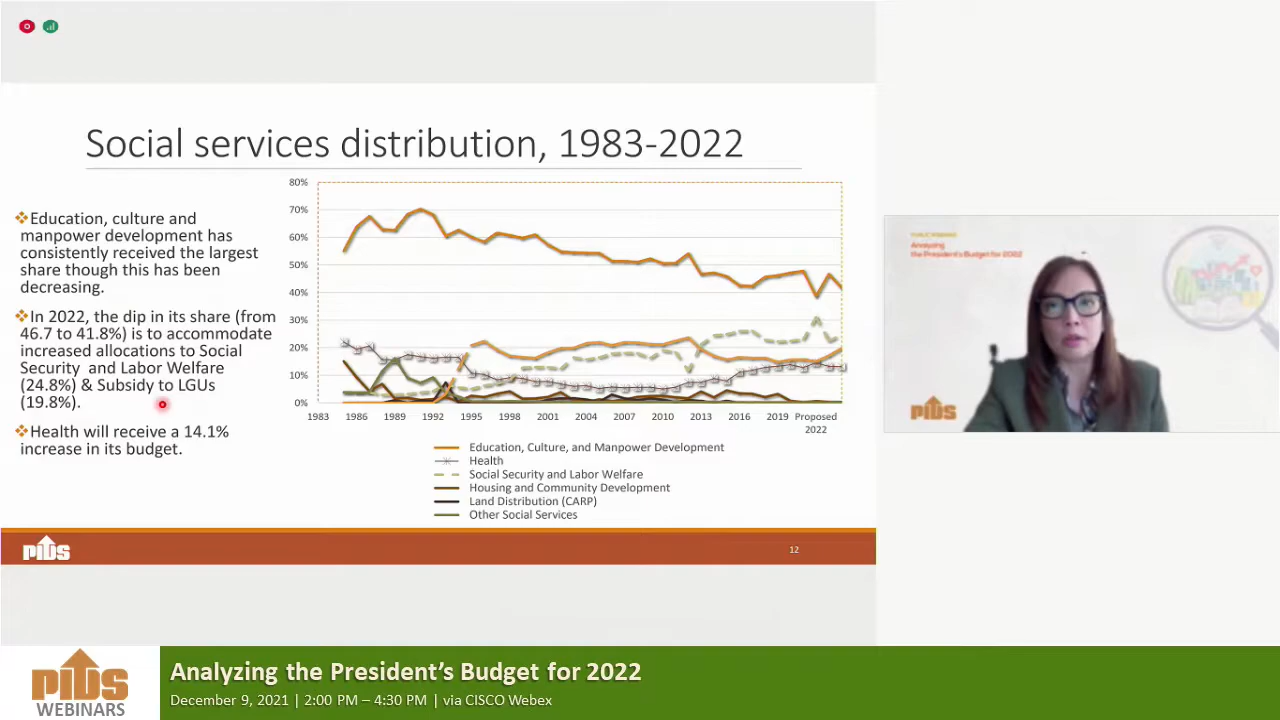 Social services distribution, 1983-2022
❖Education, culture and
manpower development has
consistently received the largest
share though this has been
decreasing.
❖In 2022, the dip in its share (from
46.7 to 41.8%) is to accommodate
increased allocations to Social
Security and Labor Welfare
(24.8%) & Subsidy to LGUs
(19.8%).
❖Health will receive a 14.1%
increase in its budget.
80%
70%
60%
50%
40%
30%
20%
10%
0%
1983 1986 1989 1992 1995 1998 2001 2004 2007 2010 2013 2016 2019 Proposed
2022
Education, Culture, and Manpower Development
Health
Social Security and Labor Welfare
Housing and Community Development
Land Distribution (CARP)
Other Social Services
PIDS
12
PUBLIC WEBINAR
Analyzing
the President's Budget for 2022
PIDS
PIDS
WEBINARS
Analyzing the President's Budget for 2022
December 9, 2021 | 2:00 PM – 4:30 PM | via CISCO Webex